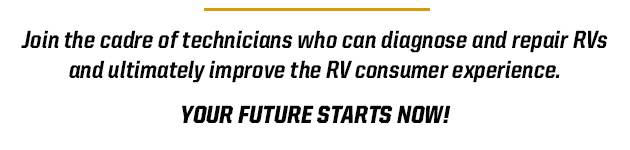 Join the cadre of technicians who can diagnose and repair RVs
and ultimately improve the RV consumer experience.
YOUR FUTURE STARTS NOW!